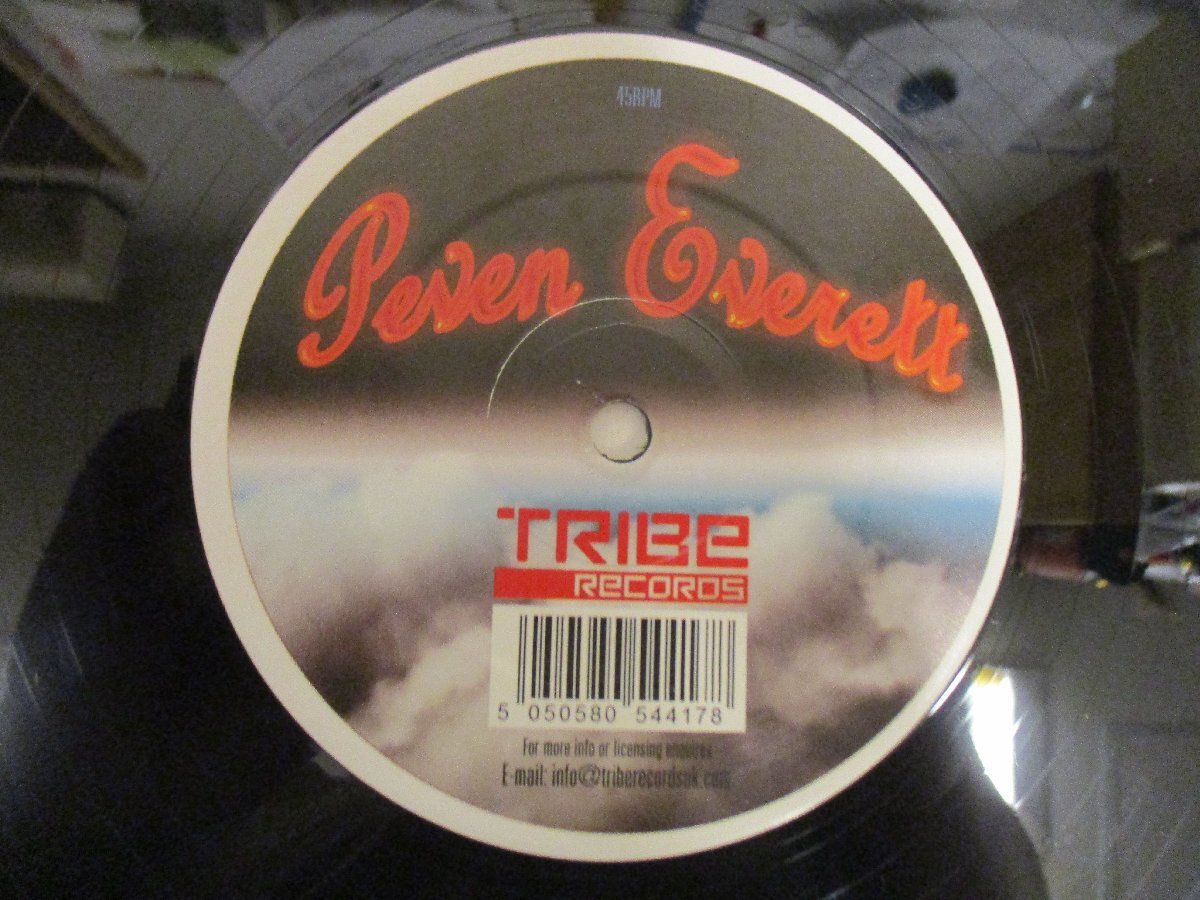 45RPM
Peven Everett
TRIBE
RECORDS
5 050580 544178
For more info or licensing enquires
E-mail: info@triberecordsuk.com